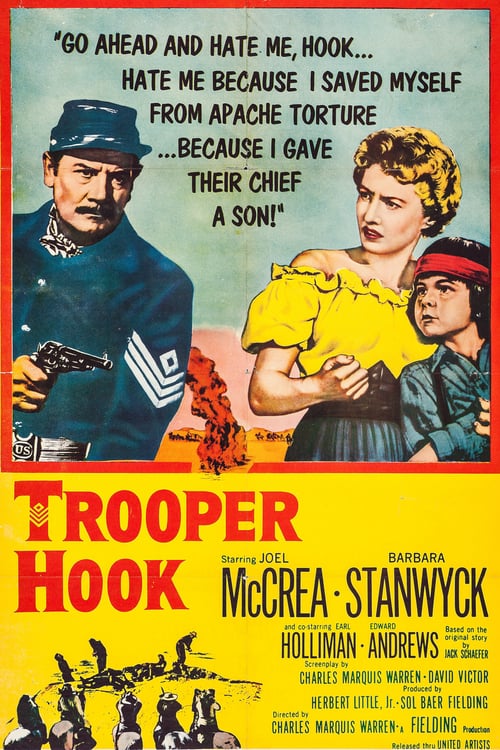 "GO AHEAD AND HATE ME, HOOK...
HATE ME BECAUSE I SAVED MYSELF
FROM APACHE TORTURE
...BECAUSE I GAVE
THEIR CHIEF
A SON!"
US
TROOPER
HOOK
Starring JOEL BARBARA
McCREA · STANWYCK
and co-starring EARL EDWARD
HOLLIMAN · ANDREWS
Based on the
original story
by
JACK SCHAEFER
Screenplay by
CHARLES MARQUIS WARREN · DAVID VICTOR
Produced by
HERBERT LITTLE, Jr. · SOL BAER FIELDING
Directed by
CHARLES MARQUIS WARREN · A FIELDING Production
Released thru UNITED ARTISTS